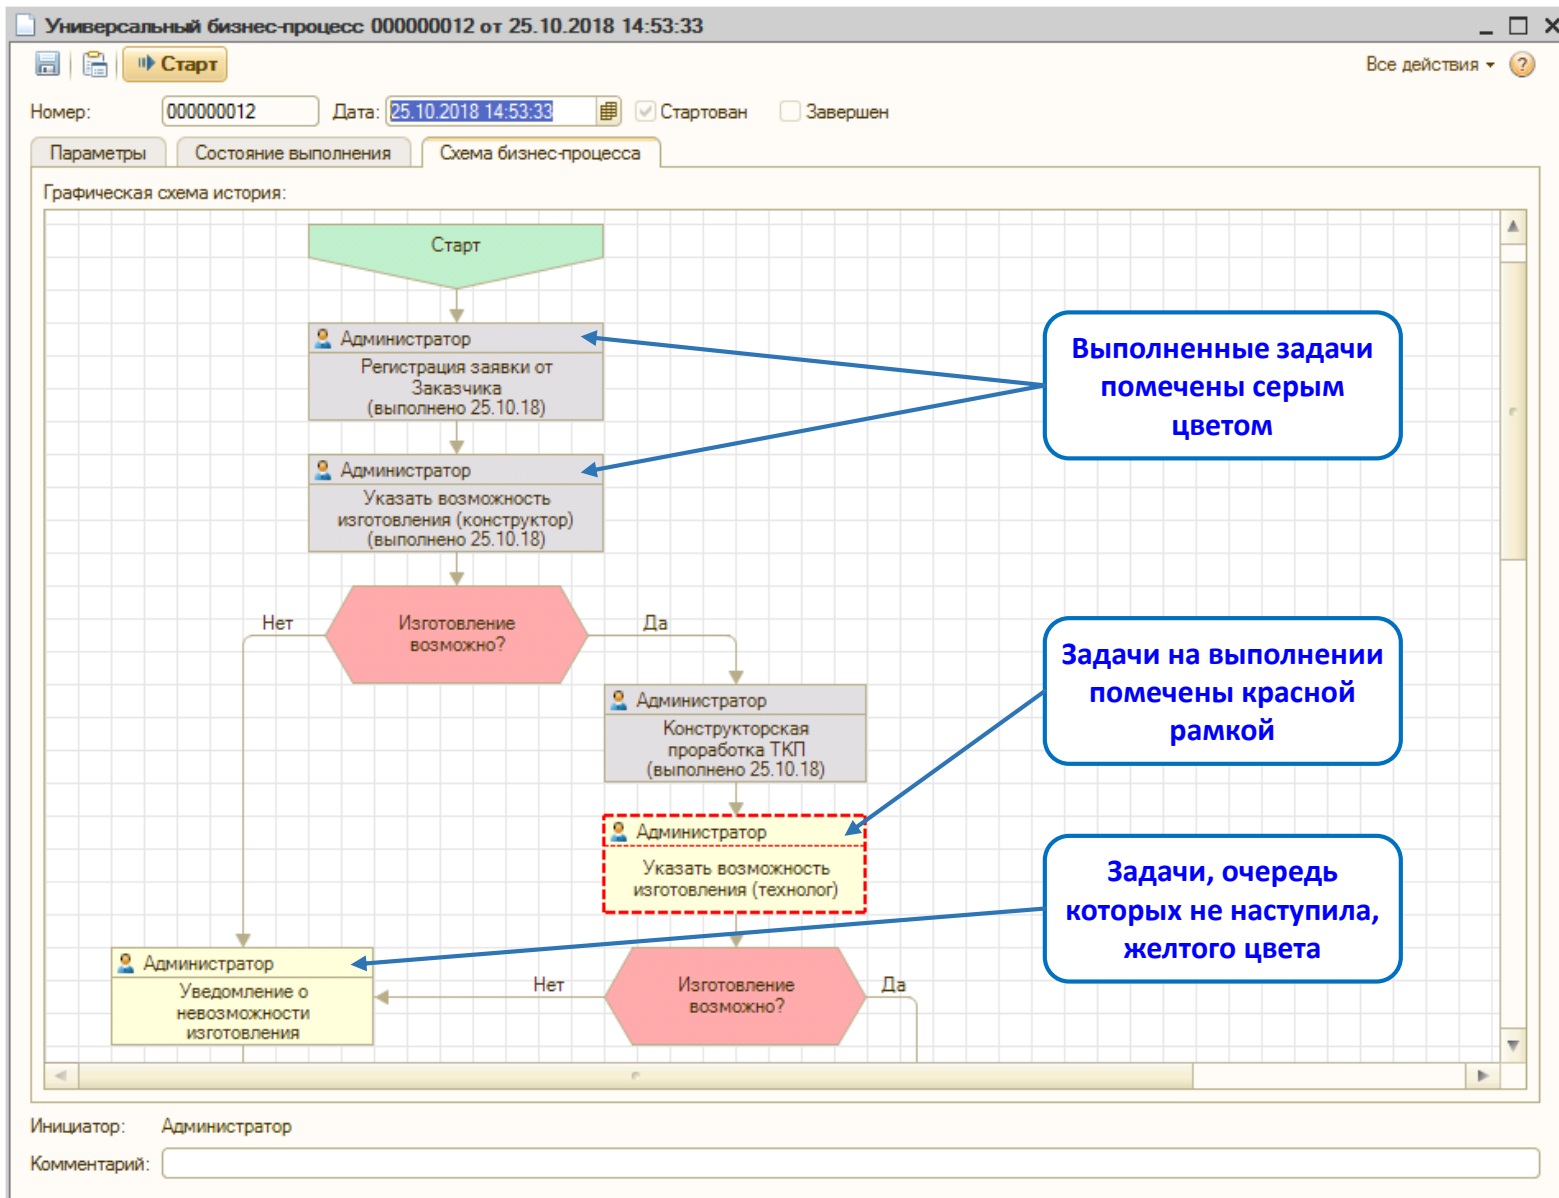 Универсальный бизнес-процесс 000000012 от 25.10.2018 14:53:33
Старт
Все действия
Номер: 000000012 Дата: 25.10.2018 14:53:33 Стартован Завершен
Параметры Состояние выполнения Схема бизнес-процесса
Графическая схема история:
Старт
Администратор
Регистрация заявки от
Заказчика
(выполнено 25.10.18)
Выполненные задачи
помечены серым
цветом
Администратор
Указать возможность
изготовления (конструктор)
(выполнено 25.10.18)
Нет
Изготовление
возможно?
Да
Задачи на выполнении
помечены красной
рамкой
Администратор
Конструкторская
проработка ТКП
(выполнено 25.10.18)
Администратор
Указать возможность
изготовления (технолог)
Задачи, очередь
которых не наступила,
желтого цвета
Администратор
Уведомление о
невозможности
изготовления
Нет
Изготовление
возможно?
Да
Инициатор: Администратор
Комментарий: